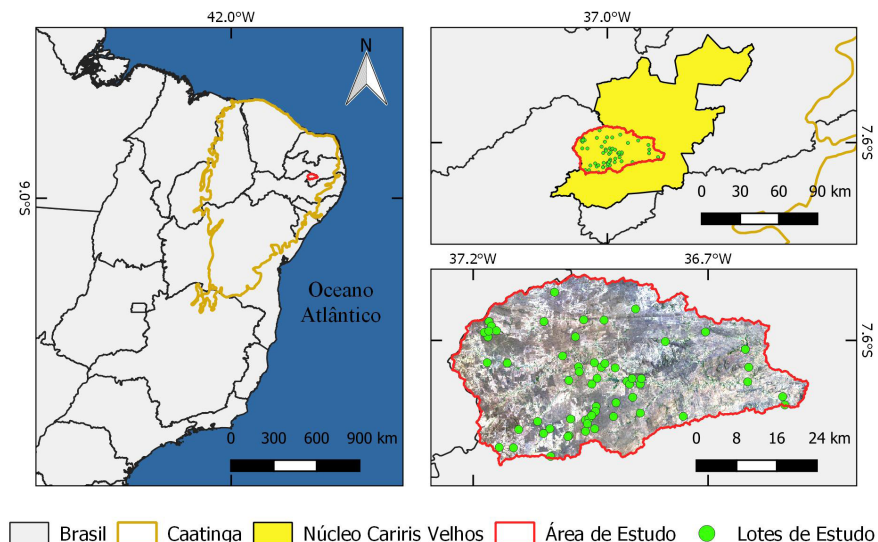 42.0°W
N
9.0°S
Oceano
Atlântico
0 300 600 900 km
37.0°W
7.6°S
0 30 60 90 km
37.2°W 36.7°W
7.6°S
0 8 16 24 km
Brasil Caatinga Núcleo Cariris Velhos Área de Estudo Lotes de Estudo